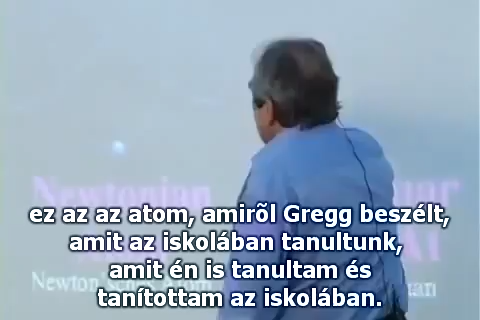 Newtonian
ez az az atom, amirõl Gregg beszélt,
amit az iskolában tanultunk,
amit én is tanultam és
tanítottam az iskolában.